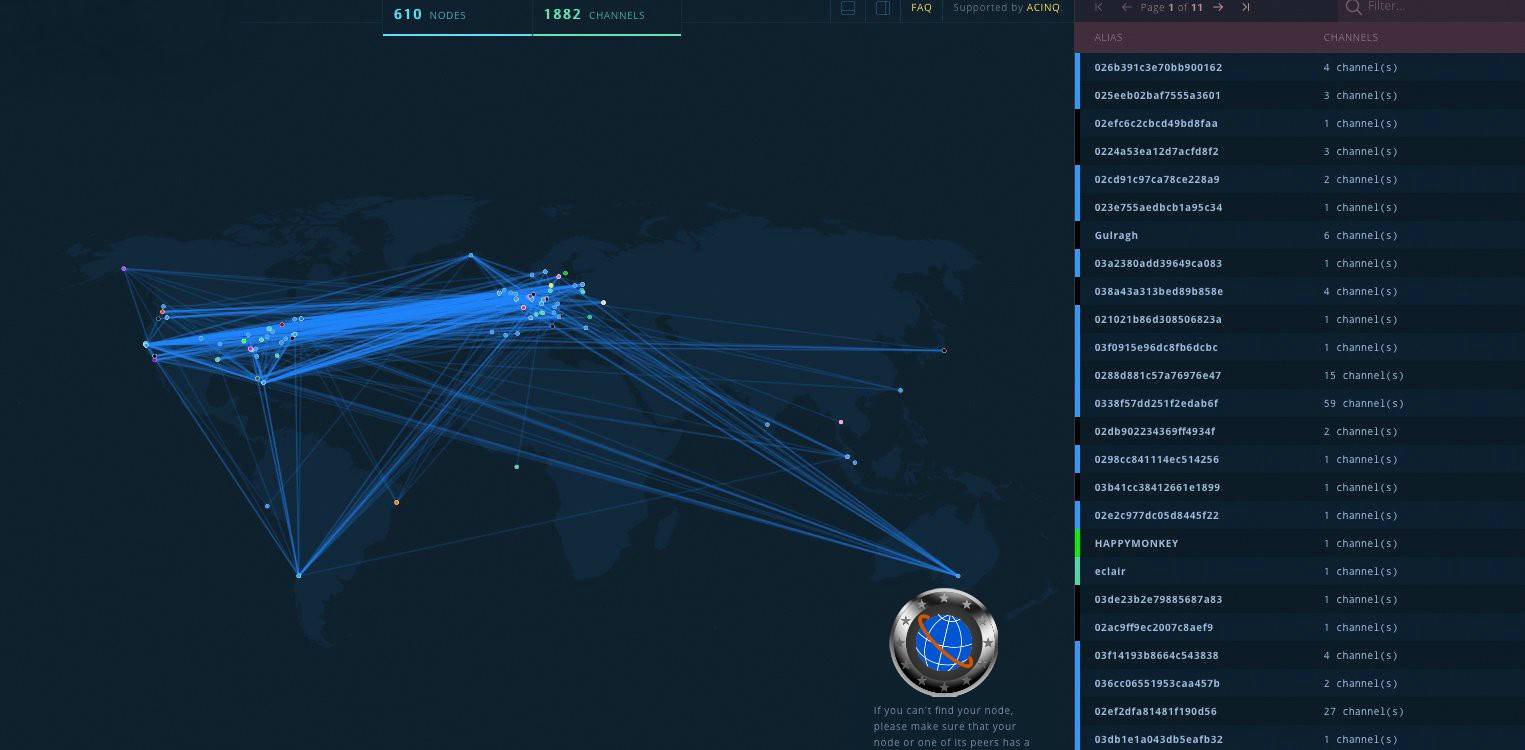 610 NODES
1882 CHANNELS
FAQ
Supported by ACINQ.
Page 1 of 11
Filter...
ALIAS CHANNELS
026b391c3e70bb900162 4 channel(s)
025eeb02baf7555a3601 3 channel(s)
02efc6c2cbcd49bd8faa 1 channel(s)
0224a53ea12d7acfd8f2 3 channel(s)
02cd91c97ca78ce228a9 2 channel(s)
023e755aedbcb1a95c34 1 channel(s)
Gulragh 6 channel(s)
03a2380add39649ca083 1 channel(s)
038a43a313bed89b858e 4 channel(s)
021021b86d308506823a 1 channel(s)
03f0915e96dc8fb6dcbc 1 channel(s)
0288d881c57a76976e47 15 channel(s)
0338f57dd251f2edab6f 59 channel(s)
02db902234369ff4934f 2 channel(s)
0298cc841114ec514256 1 channel(s)
03b41cc38412661e1899 1 channel(s)
02e2c977dc05d8445f22 1 channel(s)
HAPPYMONKEY 1 channel(s)
eclair 1 channel(s)
03de23b2e79885687a83 1 channel(s)
02ac9ff9ec2007c8aef9 1 channel(s)
03f14193b8664c543838 4 channel(s)
036cc06551953caa457b 2 channel(s)
02ef2dfa81481f190d56 27 channel(s)
03db1e1a043db5eafb32 1 channel(s)
If you can't find your node,
please make sure that your
node or one of its peers has a